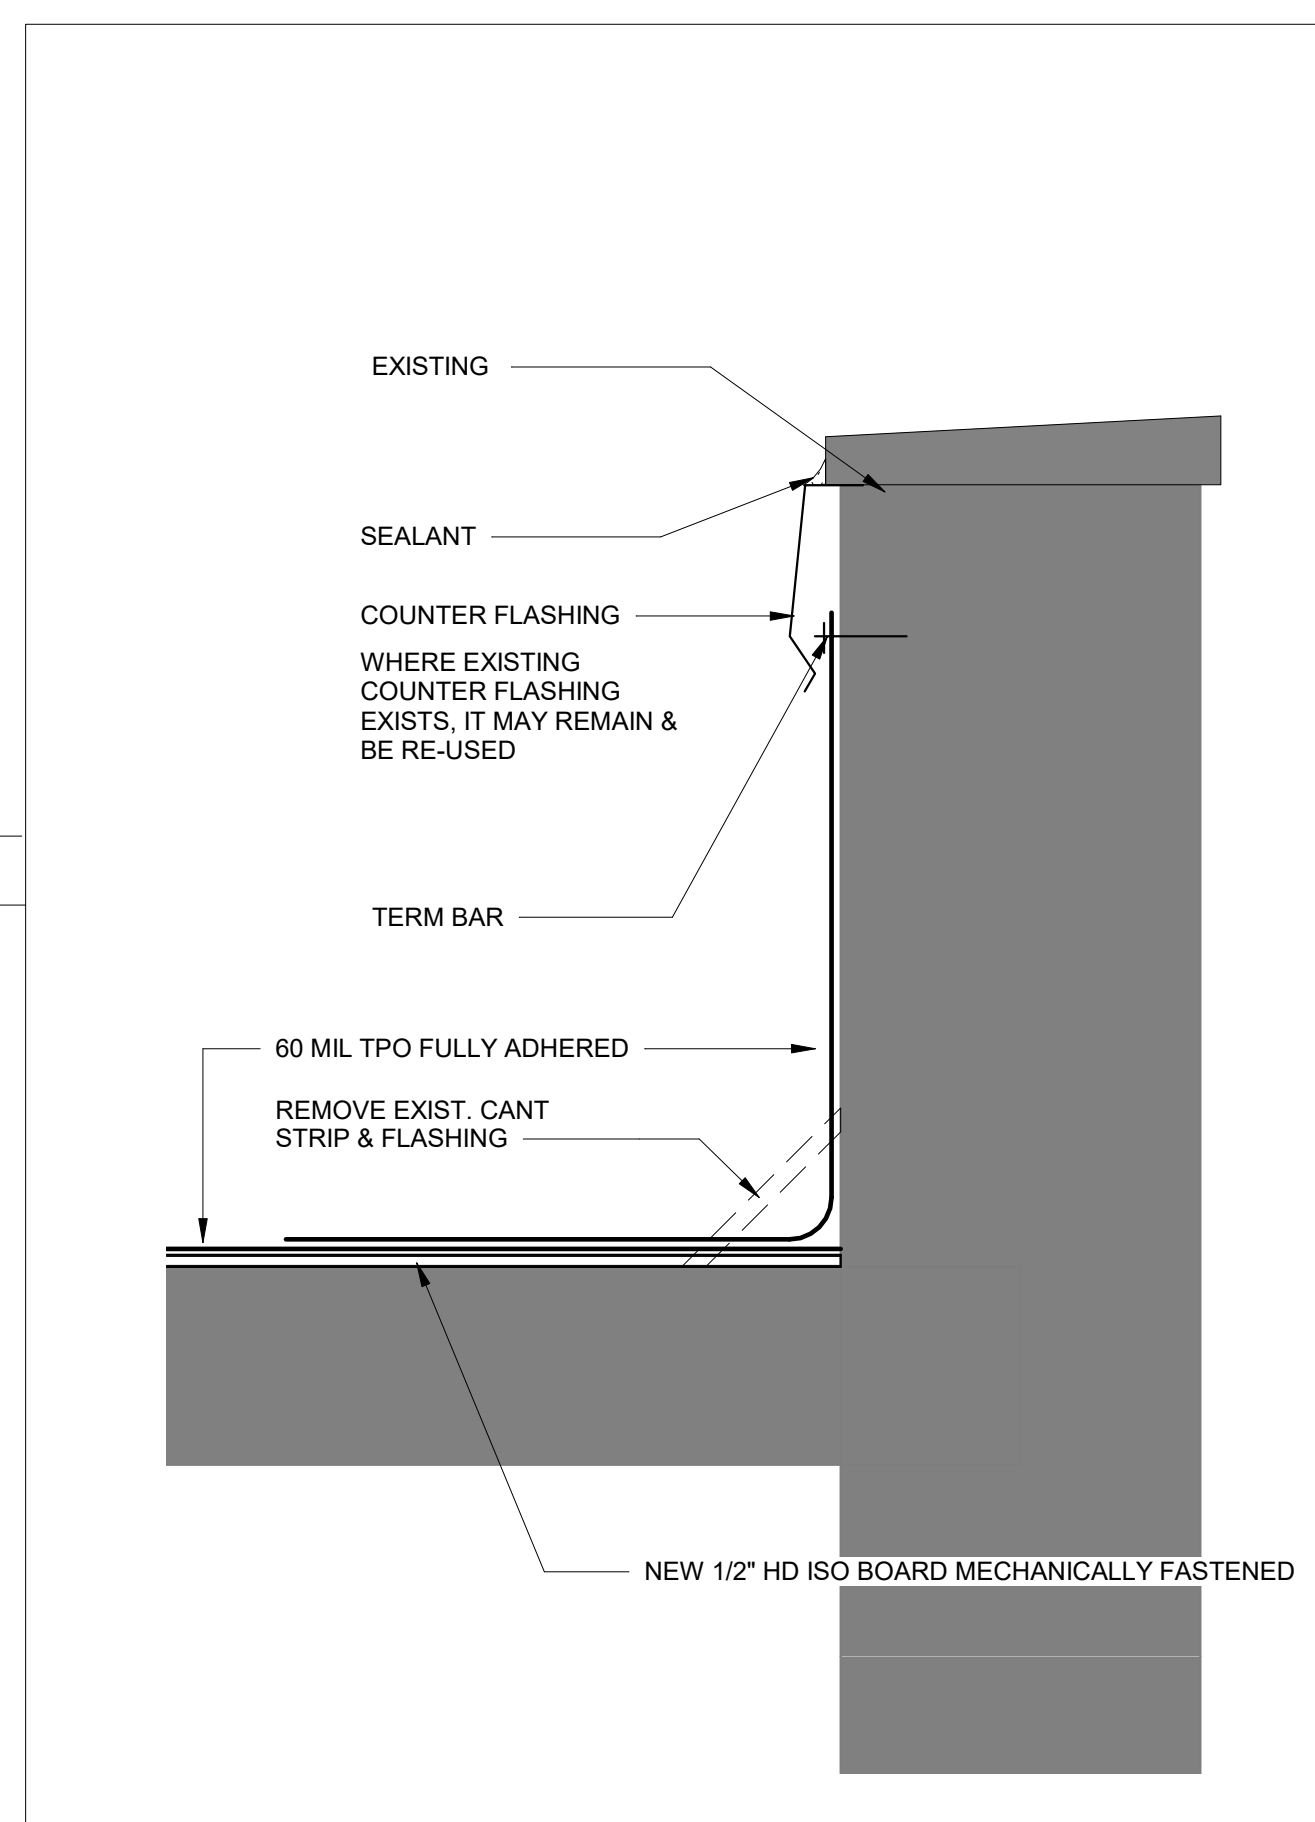 EXISTING
SEALANT
COUNTER FLASHING
WHERE EXISTING
COUNTER FLASHING
EXISTS, IT MAY REMAIN &
BE RE-USED
TERM BAR
60 MIL TPO FULLY ADHERED
REMOVE EXIST. CANT
STRIP & FLASHING
NEW 1/2" HD ISO BOARD MECHANICALLY FASTENED